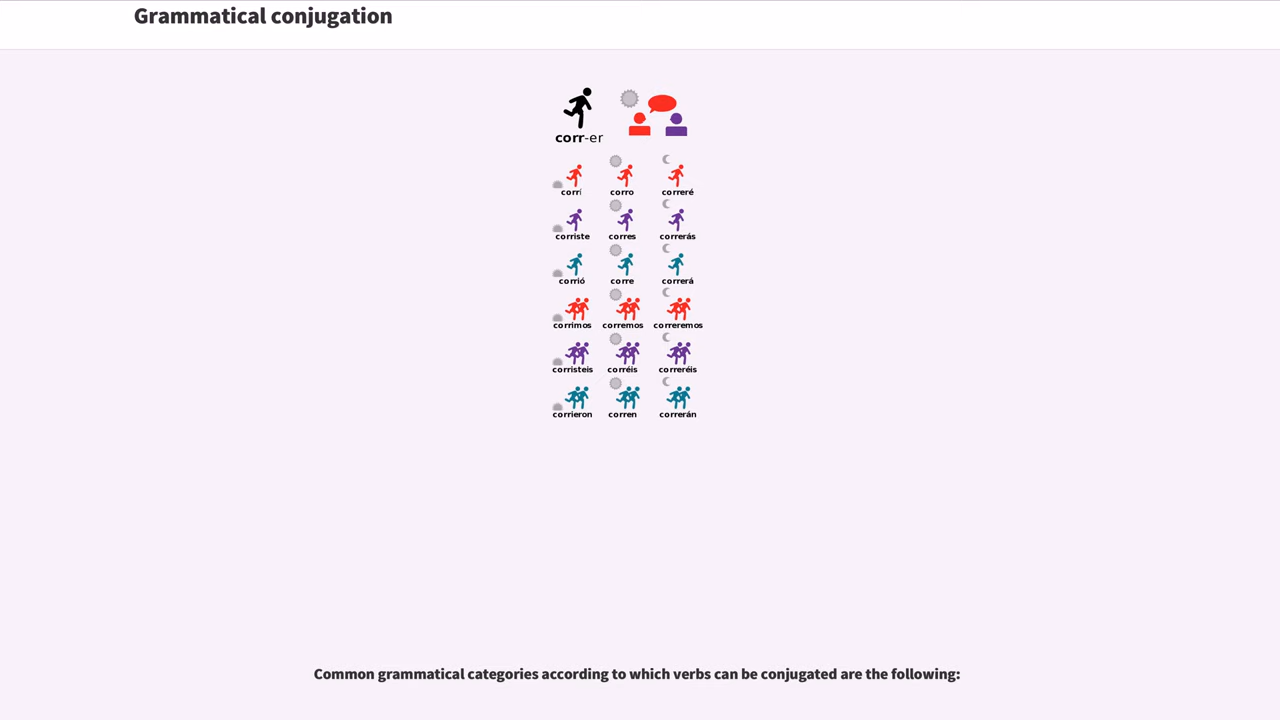 Grammatical conjugation
corr-er
corrí corro correré
corriste corres correrás
corrió corre correrá
corrimos corremos correremos
corristeis corréis correréis
corrieron corren correrán
Common grammatical categories according to which verbs can be conjugated are the following: